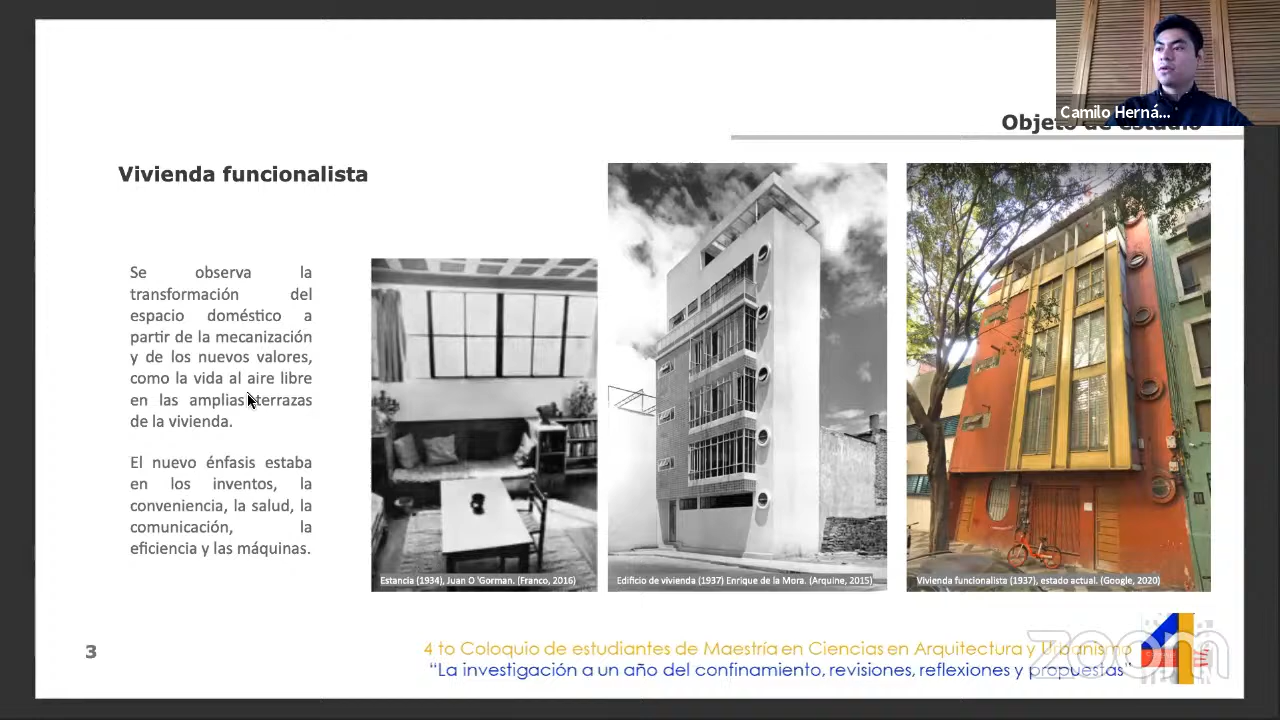 Camilo Herná...
Objeto de estudio
Vivienda funcionalista
Se observa la
transformación del
espacio doméstico a
partir de la mecanización
y de los nuevos valores,
como la vida al aire libre
en las amplias terrazas
de la vivienda.
El nuevo énfasis estaba
en los inventos, la
conveniencia, la salud, la
comunicación, la
eficiencia y las máquinas.
Estancia (1934), Juan O 'Gorman. (Franco, 2016)
Edificio de vivienda (1937) Enrique de la Mora. (Arquine, 2015)
Vivienda funcionalista (1937), estado actual. (Google, 2020)
3
4 to Coloquio de estudiantes de Maestría en Ciencias en Arquitectura y Urbanismo
“La investigación a un año del confinamiento, revisiones, reflexiones y propuestas”
zoom